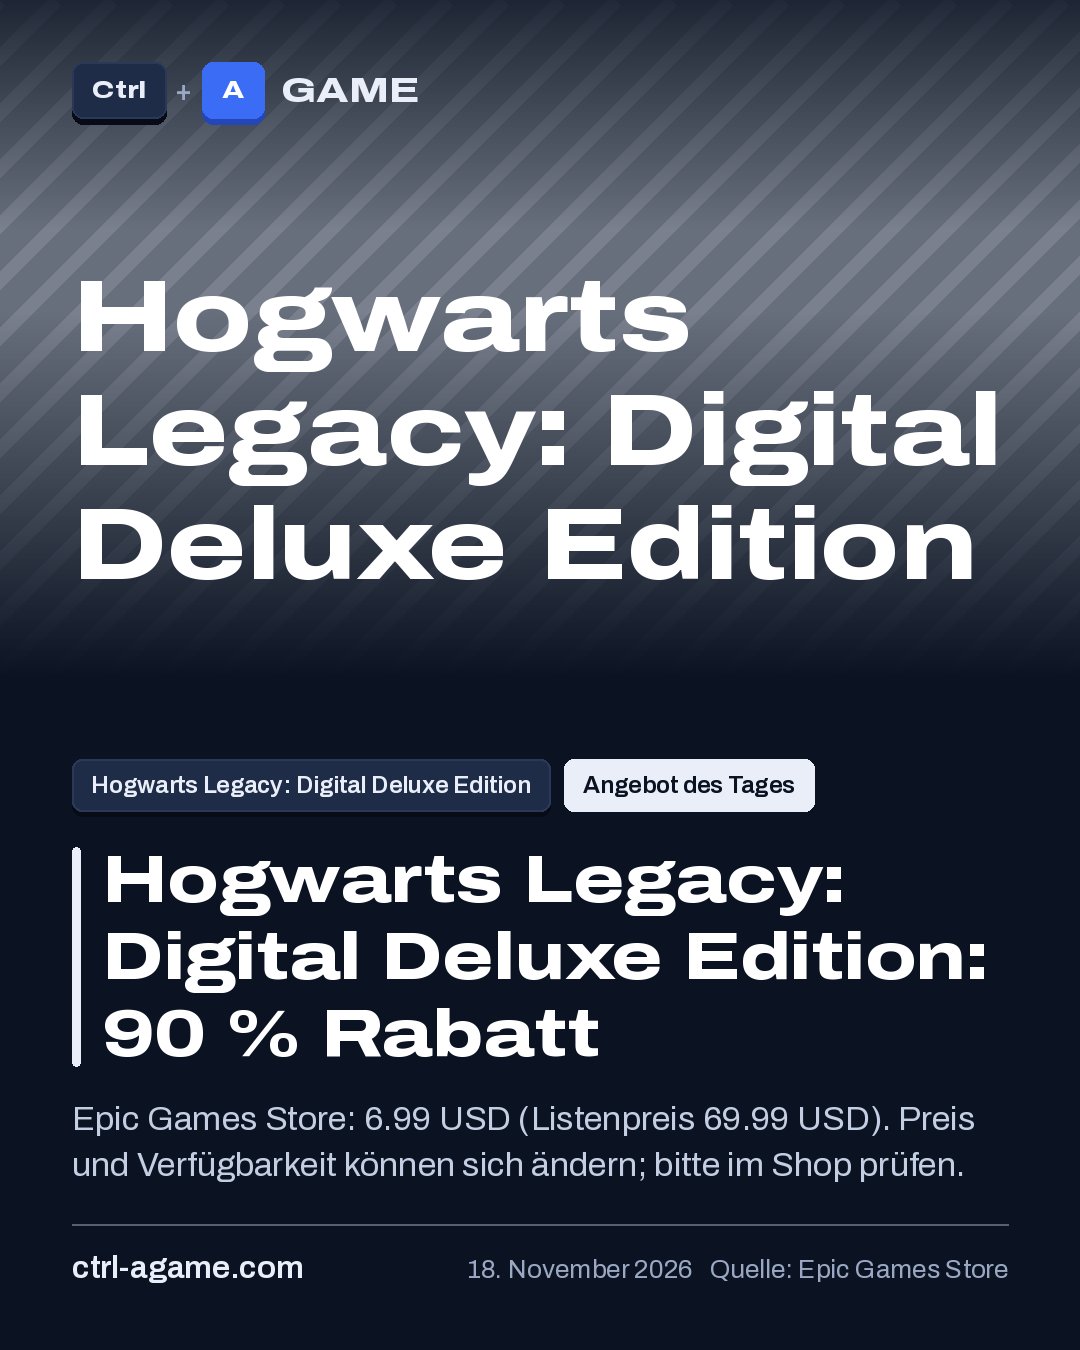 Ctrl + A GAME
Hogwarts
Legacy: Digital
Deluxe Edition
Hogwarts Legacy: Digital Deluxe Edition Angebot des Tages
Hogwarts Legacy:
Digital Deluxe Edition:
90 % Rabatt
Epic Games Store: 6.99 USD (Listenpreis 69.99 USD). Preis
und Verfügbarkeit können sich ändern; bitte im Shop prüfen.
ctrl-agame.com 18. November 2026 Quelle: Epic Games Store